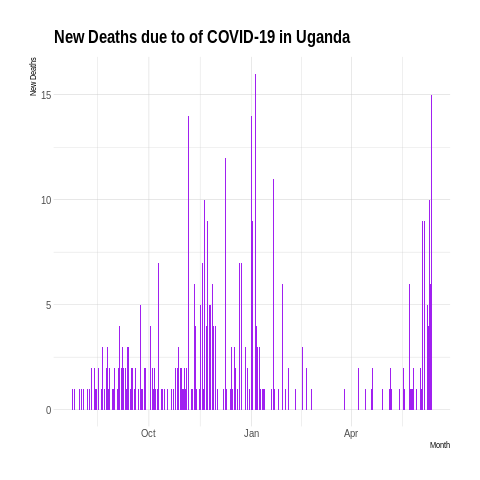 New Deaths due to of COVID-19 in Uganda
New Deaths
15
10
5
0
Oct
Jan
Apr
Month